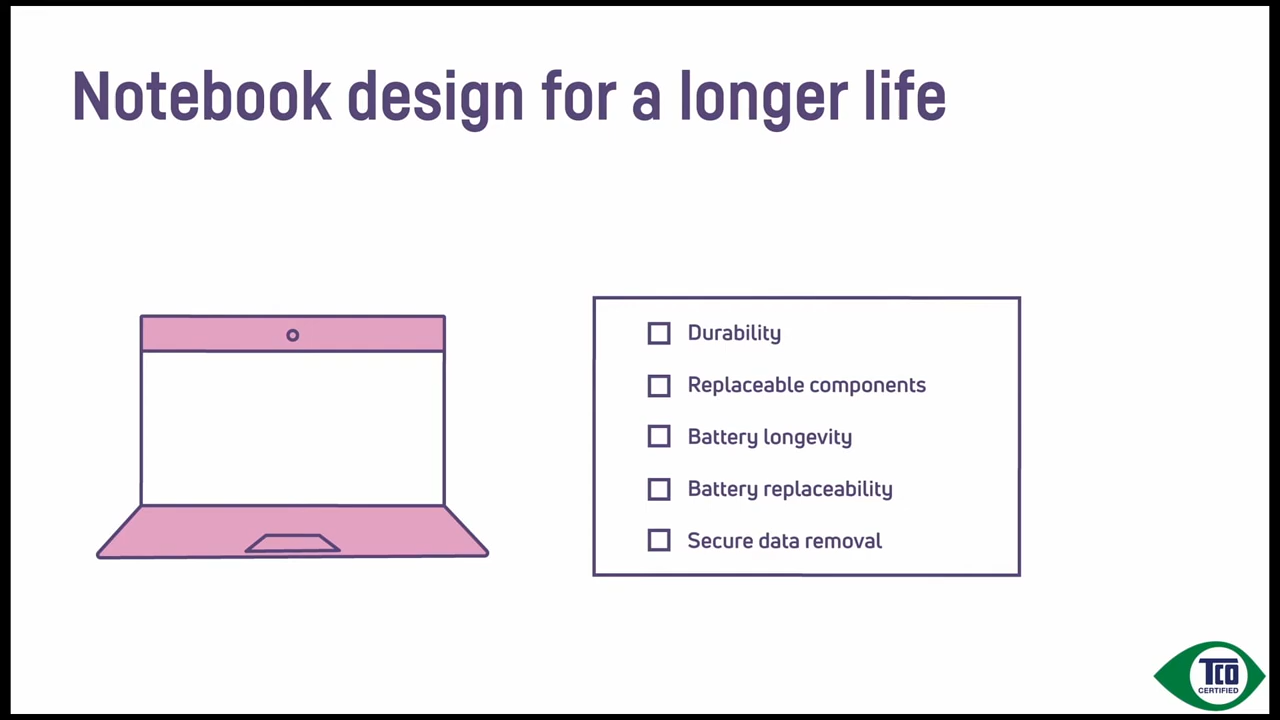 Notebook design for a longer life
Durability
Replaceable components
Battery longevity
Battery replaceability
Secure data removal
TCO
CERTIFIED